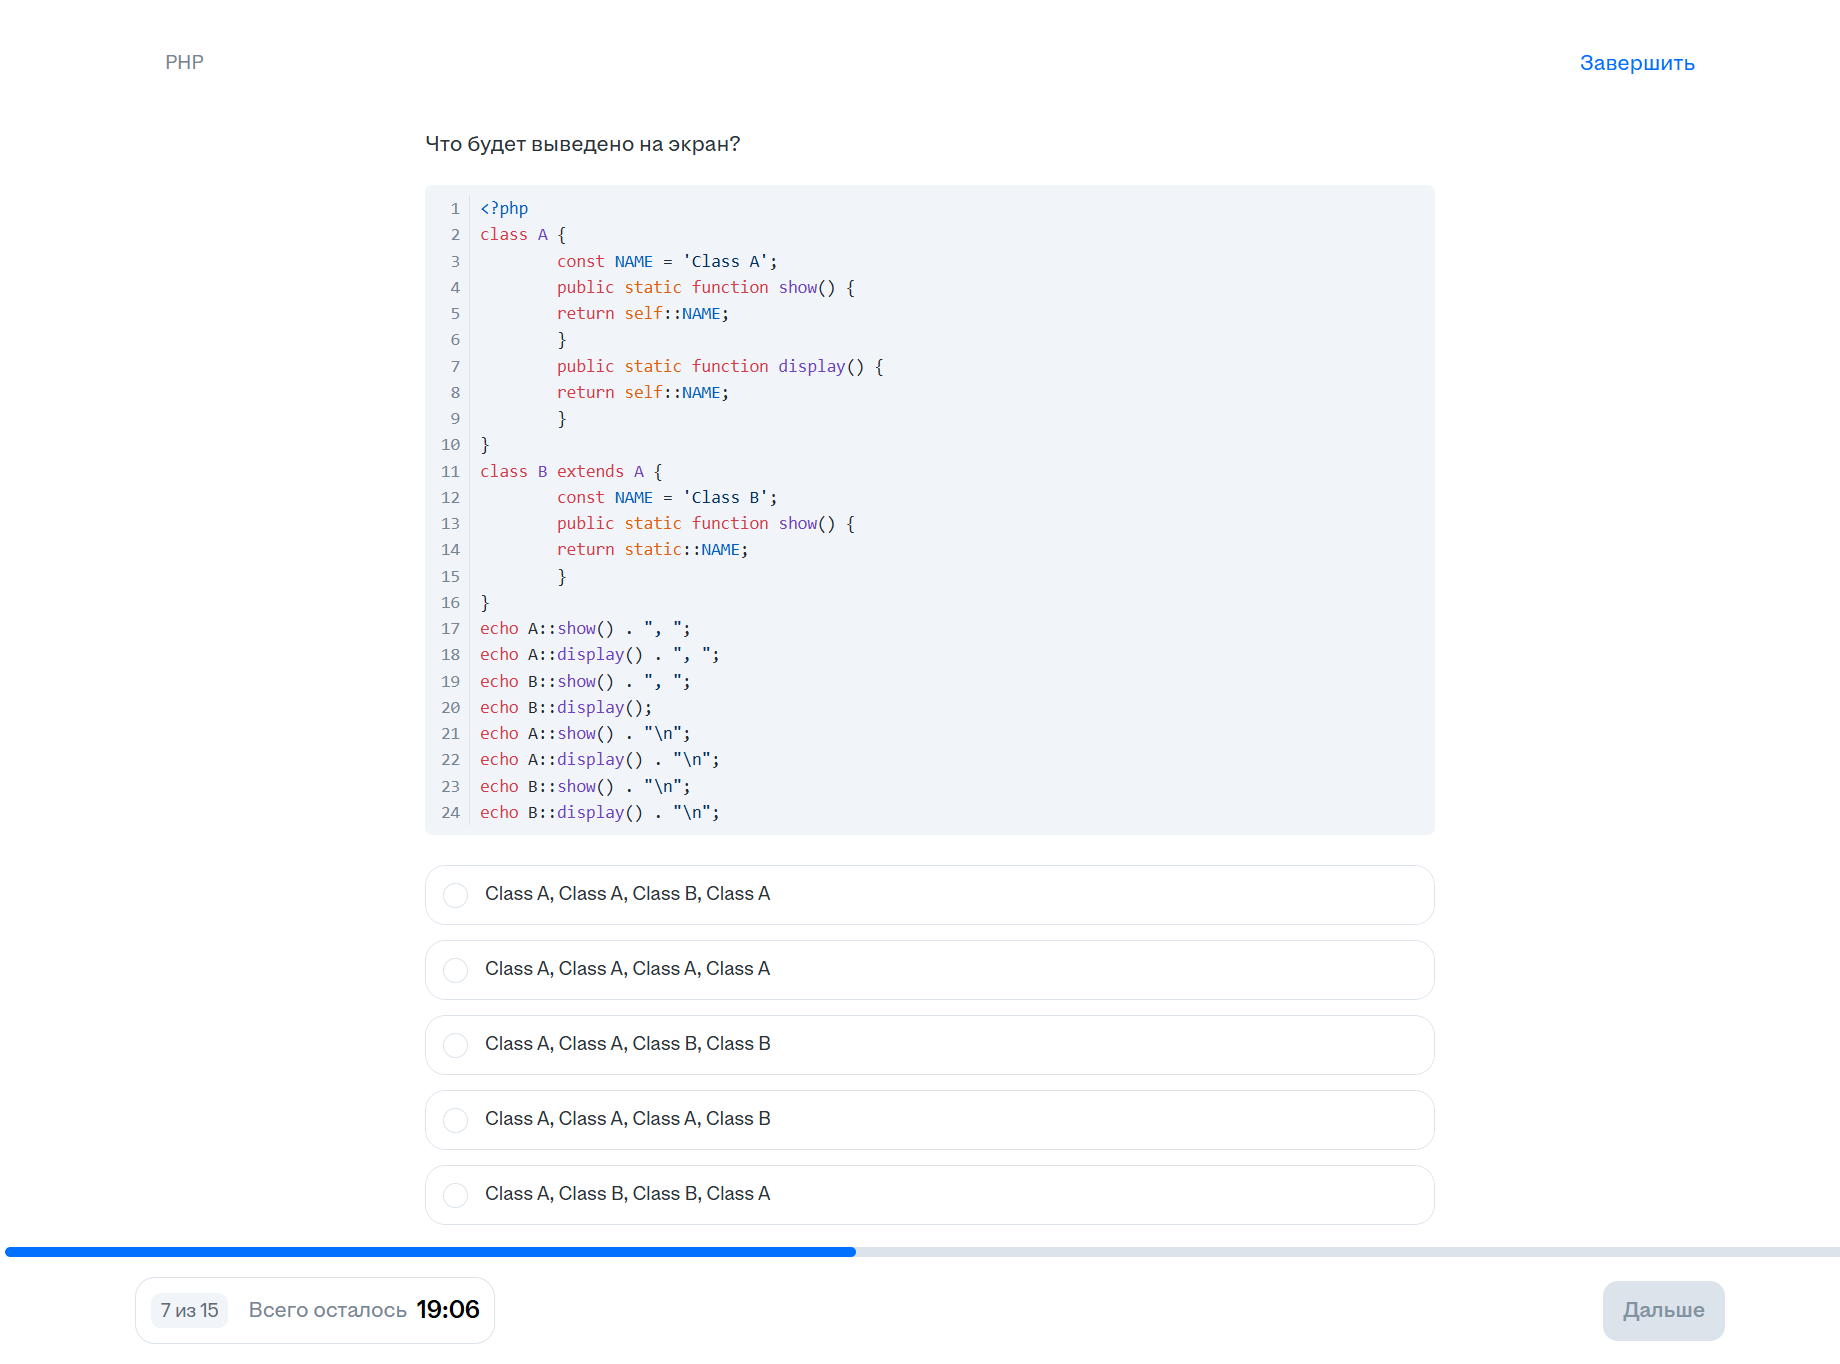 PHP
Завершить
Что будет выведено на экран?
1 <?php
2 class A {
3 const NAME = 'Class A';
4 public static function show() {
5 return self::NAME;
6 }
7 public static function display() {
8 return self::NAME;
9 }
10 }
11 class B extends A {
12 const NAME = 'Class B';
13 public static function show() {
14 return static::NAME;
15 }
16 }
17 echo A::show() . ", ";
18 echo A::display() . ", ";
19 echo B::show() . ", ";
20 echo B::display();
21 echo A::show() . "\n";
22 echo A::display() . "\n";
23 echo B::show() . "\n";
24 echo B::display() . "\n";
Class A, Class A, Class B, Class A
Class A, Class A, Class A, Class A
Class A, Class A, Class B, Class B
Class A, Class A, Class A, Class B
Class A, Class B, Class B, Class A
7 из 15 Всего осталось 19:06
Дальше